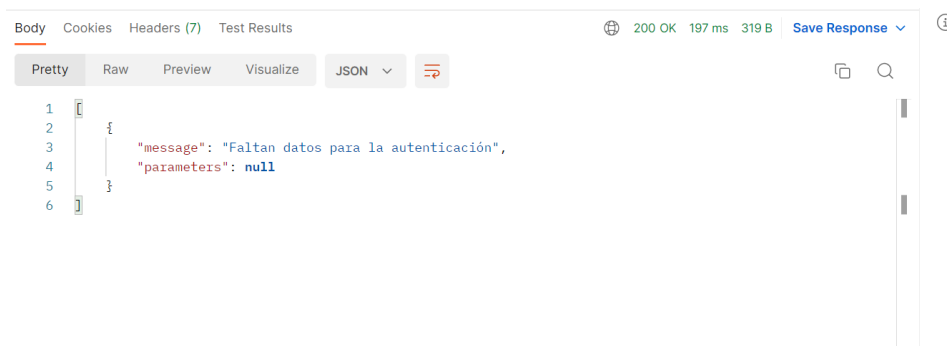 Body Cookies Headers (7) Test Results 200 OK 197 ms 319 B Save Response
Pretty Raw Preview Visualize JSON
1 [
2 {
3 "message": "Faltan datos para la autenticación",
4 "parameters": null
5 }
6 ]